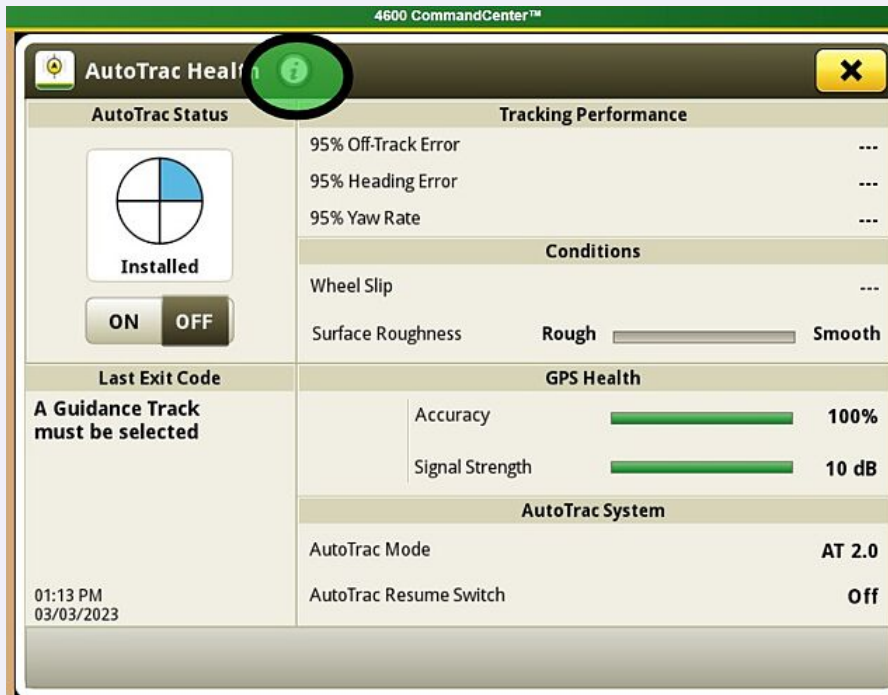 4600 CommandCenter™
AutoTrac Health
AutoTrac Status
Installed
ON OFF
Tracking Performance
95% Off-Track Error ---
95% Heading Error ---
95% Yaw Rate ---
Conditions
Wheel Slip ---
Surface Roughness Rough Smooth
Last Exit Code
A Guidance Track
must be selected
01:13 PM
03/03/2023
GPS Health
Accuracy 100%
Signal Strength 10 dB
AutoTrac System
AutoTrac Mode AT 2.0
AutoTrac Resume Switch Off